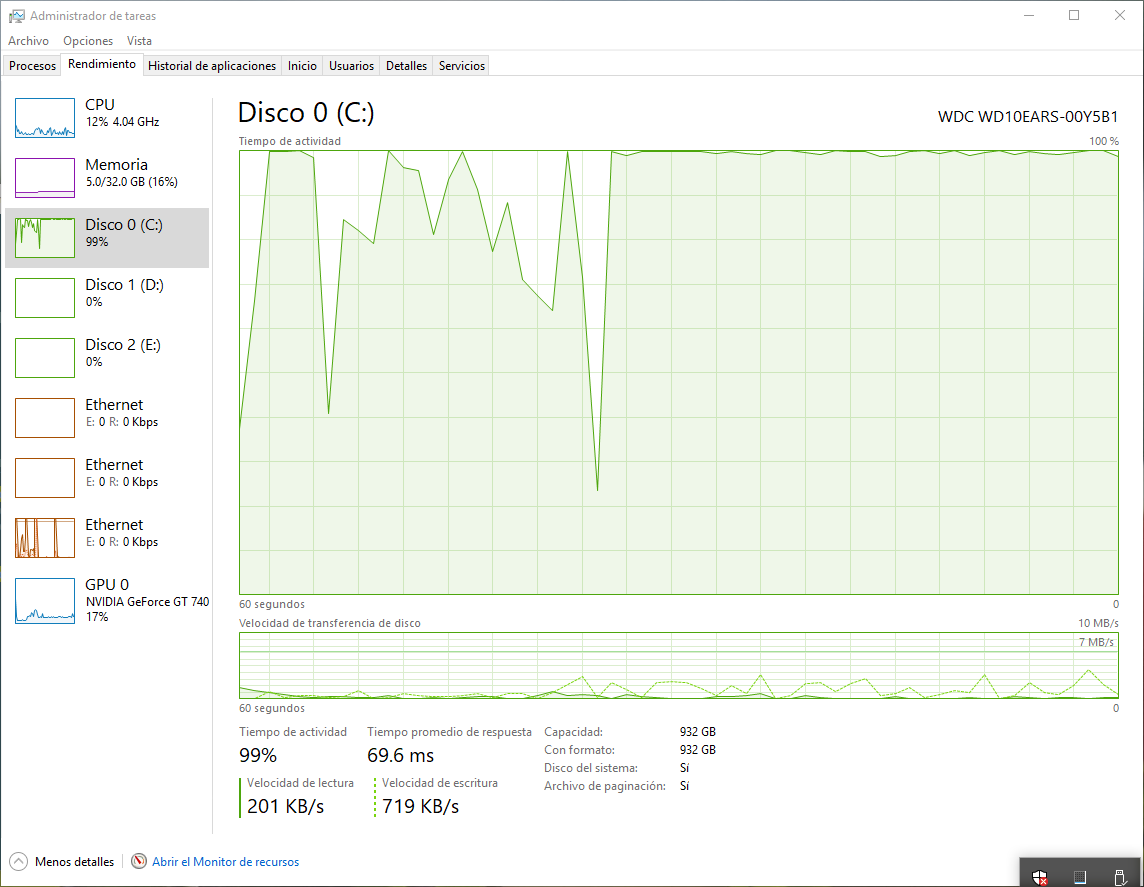 Administrador de tareas
Archivo Opciones Vista
Procesos Rendimiento Historial de aplicaciones Inicio Usuarios Detalles Servicios
CPU
12% 4.04 GHz
Memoria
5.0/32.0 GB (16%)
Disco 0 (C:)
99%
Disco 1 (D:)
0%
Disco 2 (E:)
0%
Ethernet
E: 0 R: 0 Kbps
Ethernet
E: 0 R: 0 Kbps
Ethernet
E: 0 R: 0 Kbps
GPU 0
NVIDIA GeForce GT 740
17%
Disco 0 (C:) WDC WD10EARS-00Y5B1
Tiempo de actividad 100 %
60 segundos 0
Velocidad de transferencia de disco 10 MB/s
7 MB/s
60 segundos 0
Tiempo de actividad Tiempo promedio de respuesta
99% 69.6 ms
Velocidad de lectura Velocidad de escritura
201 KB/s 719 KB/s
Capacidad: 932 GB
Con formato: 932 GB
Disco del sistema: Sí
Archivo de paginación: Sí
Menos detalles Abrir el Monitor de recursos